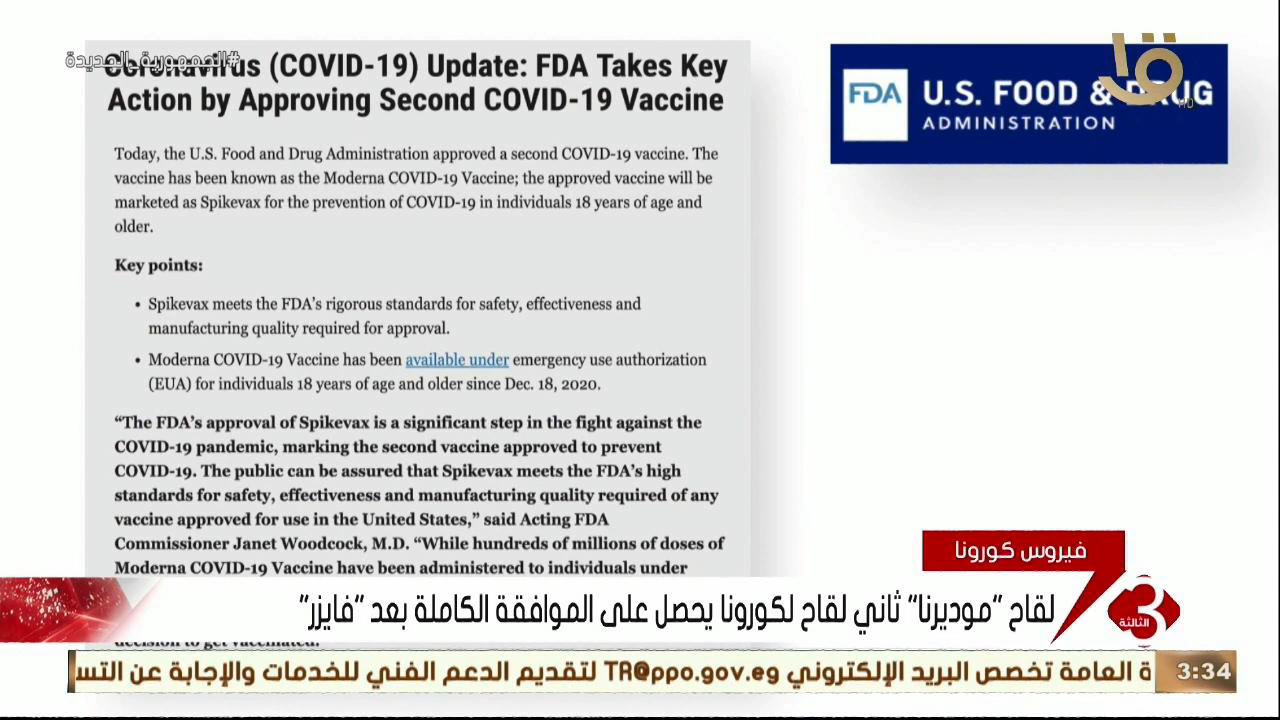 #الجمهورية_الجديدة
Coronavirus (COVID-19) Update: FDA Takes Key
Action by Approving Second COVID-19 Vaccine
Today, the U.S. Food and Drug Administration approved a second COVID-19 vaccine. The
vaccine has been known as the Moderna COVID-19 Vaccine; the approved vaccine will be
marketed as Spikevax for the prevention of COVID-19 in individuals 18 years of age and
older.
Key points:
• Spikevax meets the FDA’s rigorous standards for safety, effectiveness and
manufacturing quality required for approval.
• Moderna COVID-19 Vaccine has been available under emergency use authorization
(EUA) for individuals 18 years of age and older since Dec. 18, 2020.
“The FDA’s approval of Spikevax is a significant step in the fight against the
COVID-19 pandemic, marking the second vaccine approved to prevent
COVID-19. The public can be assured that Spikevax meets the FDA’s high
standards for safety, effectiveness and manufacturing quality required of any
vaccine approved for use in the United States,” said Acting FDA
Commissioner Janet Woodcock, M.D. “While hundreds of millions of doses of
Moderna COVID-19 Vaccine have been administered to individuals under
decision to get vaccinated.
FDA U.S. FOOD & DRUG
ADMINISTRATION
HD
فيروس كورونا
3 الثالثة
لقاح “موديرنا” ثاني لقاح لكورونا يحصل على الموافقة الكاملة بعد “فايزر”
3:34
ة العامة تخصص البريد الإلكتروني TR@ppo.gov.eg لتقديم الدعم الفني للخدمات والإجابة عن التس